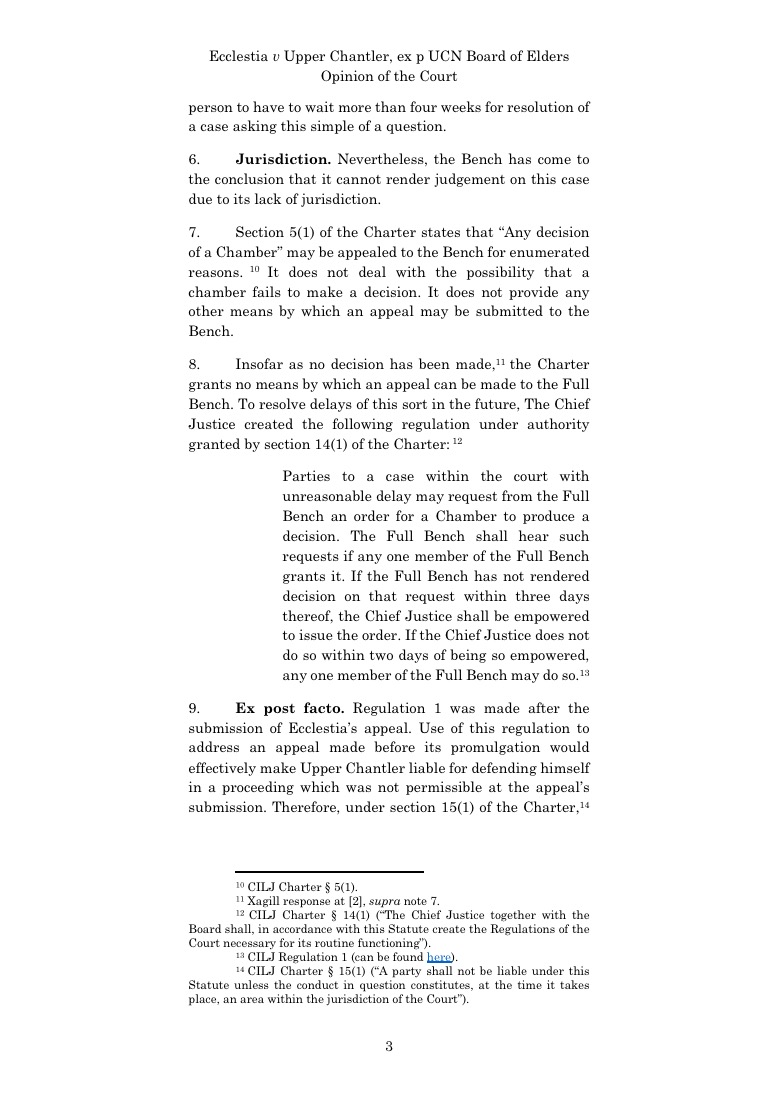 Ecclestia v Upper Chantler, ex p UCN Board of Elders
Opinion of the Court
person to have to wait more than four weeks for resolution of
a case asking this simple of a question.
6. Jurisdiction. Nevertheless, the Bench has come to
the conclusion that it cannot render judgement on this case
due to its lack of jurisdiction.
7. Section 5(1) of the Charter states that “Any decision
of a Chamber” may be appealed to the Bench for enumerated
reasons. 10 It does not deal with the possibility that a
chamber fails to make a decision. It does not provide any
other means by which an appeal may be submitted to the
Bench.
8. Insofar as no decision has been made,11 the Charter
grants no means by which an appeal can be made to the Full
Bench. To resolve delays of this sort in the future, The Chief
Justice created the following regulation under authority
granted by section 14(1) of the Charter: 12
Parties to a case within the court with
unreasonable delay may request from the Full
Bench an order for a Chamber to produce a
decision. The Full Bench shall hear such
requests if any one member of the Full Bench
grants it. If the Full Bench has not rendered
decision on that request within three days
thereof, the Chief Justice shall be empowered
to issue the order. If the Chief Justice does not
do so within two days of being so empowered,
any one member of the Full Bench may do so.13
9. Ex post facto. Regulation 1 was made after the
submission of Ecclestia’s appeal. Use of this regulation to
address an appeal made before its promulgation would
effectively make Upper Chantler liable for defending himself
in a proceeding which was not permissible at the appeal’s
submission. Therefore, under section 15(1) of the Charter,14
10 CILJ Charter § 5(1).
11 Xagill response at [2], supra note 7.
12 CILJ Charter § 14(1) (“The Chief Justice together with the
Board shall, in accordance with this Statute create the Regulations of the
Court necessary for its routine functioning”).
13 CILJ Regulation 1 (can be found here).
14 CILJ Charter § 15(1) (“A party shall not be liable under this
Statute unless the conduct in question constitutes, at the time it takes
place, an area within the jurisdiction of the Court”).
3